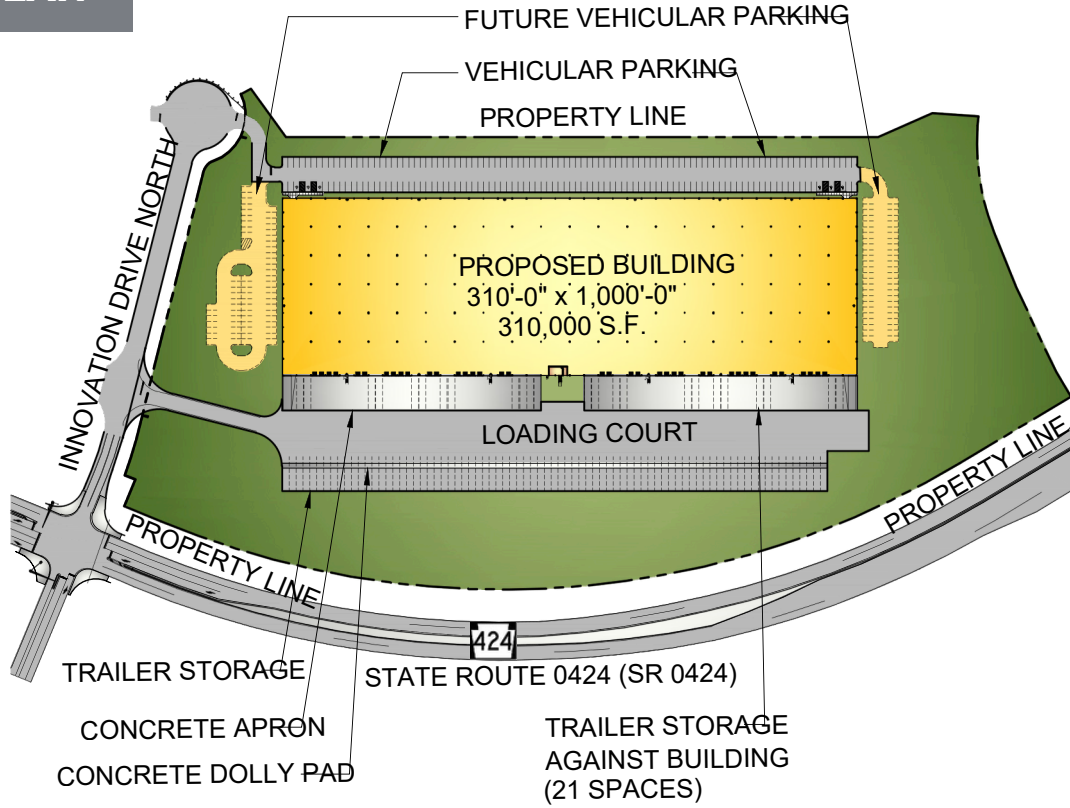 FUTURE VEHICULAR PARKING
VEHICULAR PARKING
PROPERTY LINE
INNOVATION DRIVE NORTH
PROPOSED BUILDING
310'-0" x 1,000'-0"
310,000 S.F.
LOADING COURT
PROPERTY LINE
PROPERTY LINE
424
STATE ROUTE 0424 (SR 0424)
TRAILER STORAGE
CONCRETE APRON
CONCRETE DOLLY PAD
TRAILER STORAGE
AGAINST BUILDING
(21 SPACES)